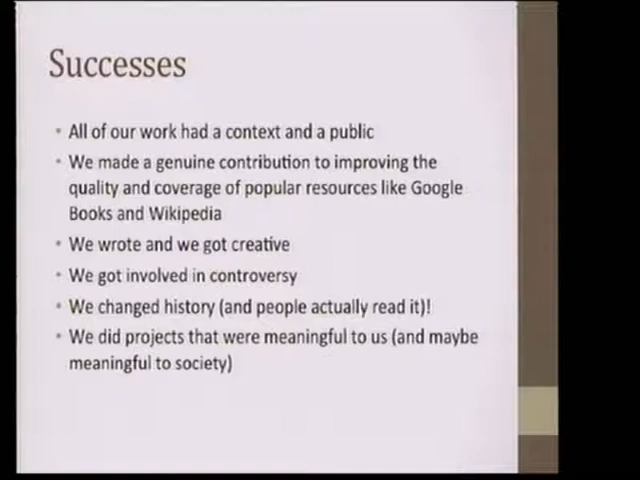 Successes
• All of our work had a context and a public
• We made a genuine contribution to improving the
quality and coverage of popular resources like Google
Books and Wikipedia
• We wrote and we got creative
• We got involved in controversy
• We changed history (and people actually read it)!
• We did projects that were meaningful to us (and maybe
meaningful to society)